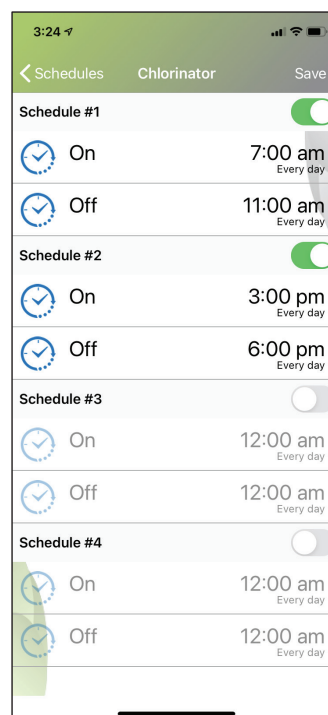 3:24
Schedules Chlorinator Save
Schedule #1
On 7:00 am
Every day
Off 11:00 am
Every day
Schedule #2
On 3:00 pm
Every day
Off 6:00 pm
Every day
Schedule #3
On 12:00 am
Every day
Off 12:00 am
Every day
Schedule #4
On 12:00 am
Every day
Off 12:00 am
Every day